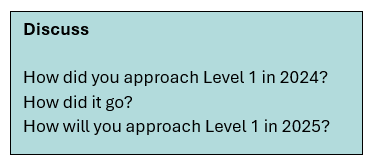 Discuss
How did you approach Level 1 in 2024?
How did it go?
How will you approach Level 1 in 2025?